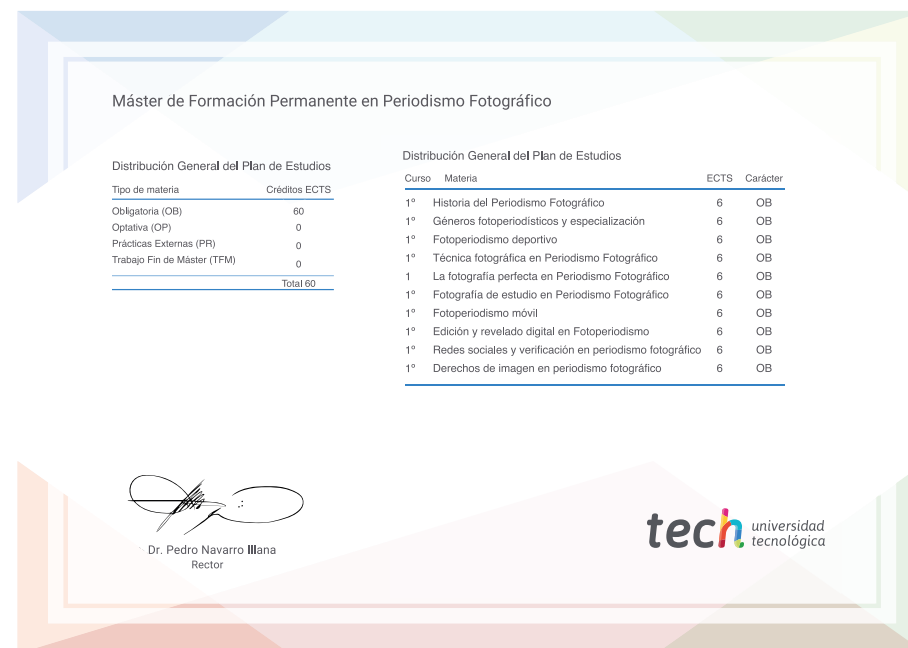 Máster de Formación Permanente en Periodismo Fotográfico
Distribución General del Plan de Estudios
Tipo de materia Créditos ECTS
Obligatoria (OB) 60
Optativa (OP) 0
Prácticas Externas (PR) 0
Trabajo Fin de Máster (TFM) 0
Total 60
Distribución General del Plan de Estudios
Curso Materia ECTS Carácter
1º Historia del Periodismo Fotográfico 6 OB
1º Géneros fotoperiodísticos y especialización 6 OB
1º Fotoperiodismo deportivo 6 OB
1º Técnica fotográfica en Periodismo Fotográfico 6 OB
1 La fotografía perfecta en Periodismo Fotográfico 6 OB
1º Fotografía de estudio en Periodismo Fotográfico 6 OB
1º Fotoperiodismo móvil 6 OB
1º Edición y revelado digital en Fotoperiodismo 6 OB
1º Redes sociales y verificación en periodismo fotográfico 6 OB
1º Derechos de imagen en periodismo fotográfico 6 OB
Dr. Pedro Navarro Illana
Rector
tech universidad
tecnológica